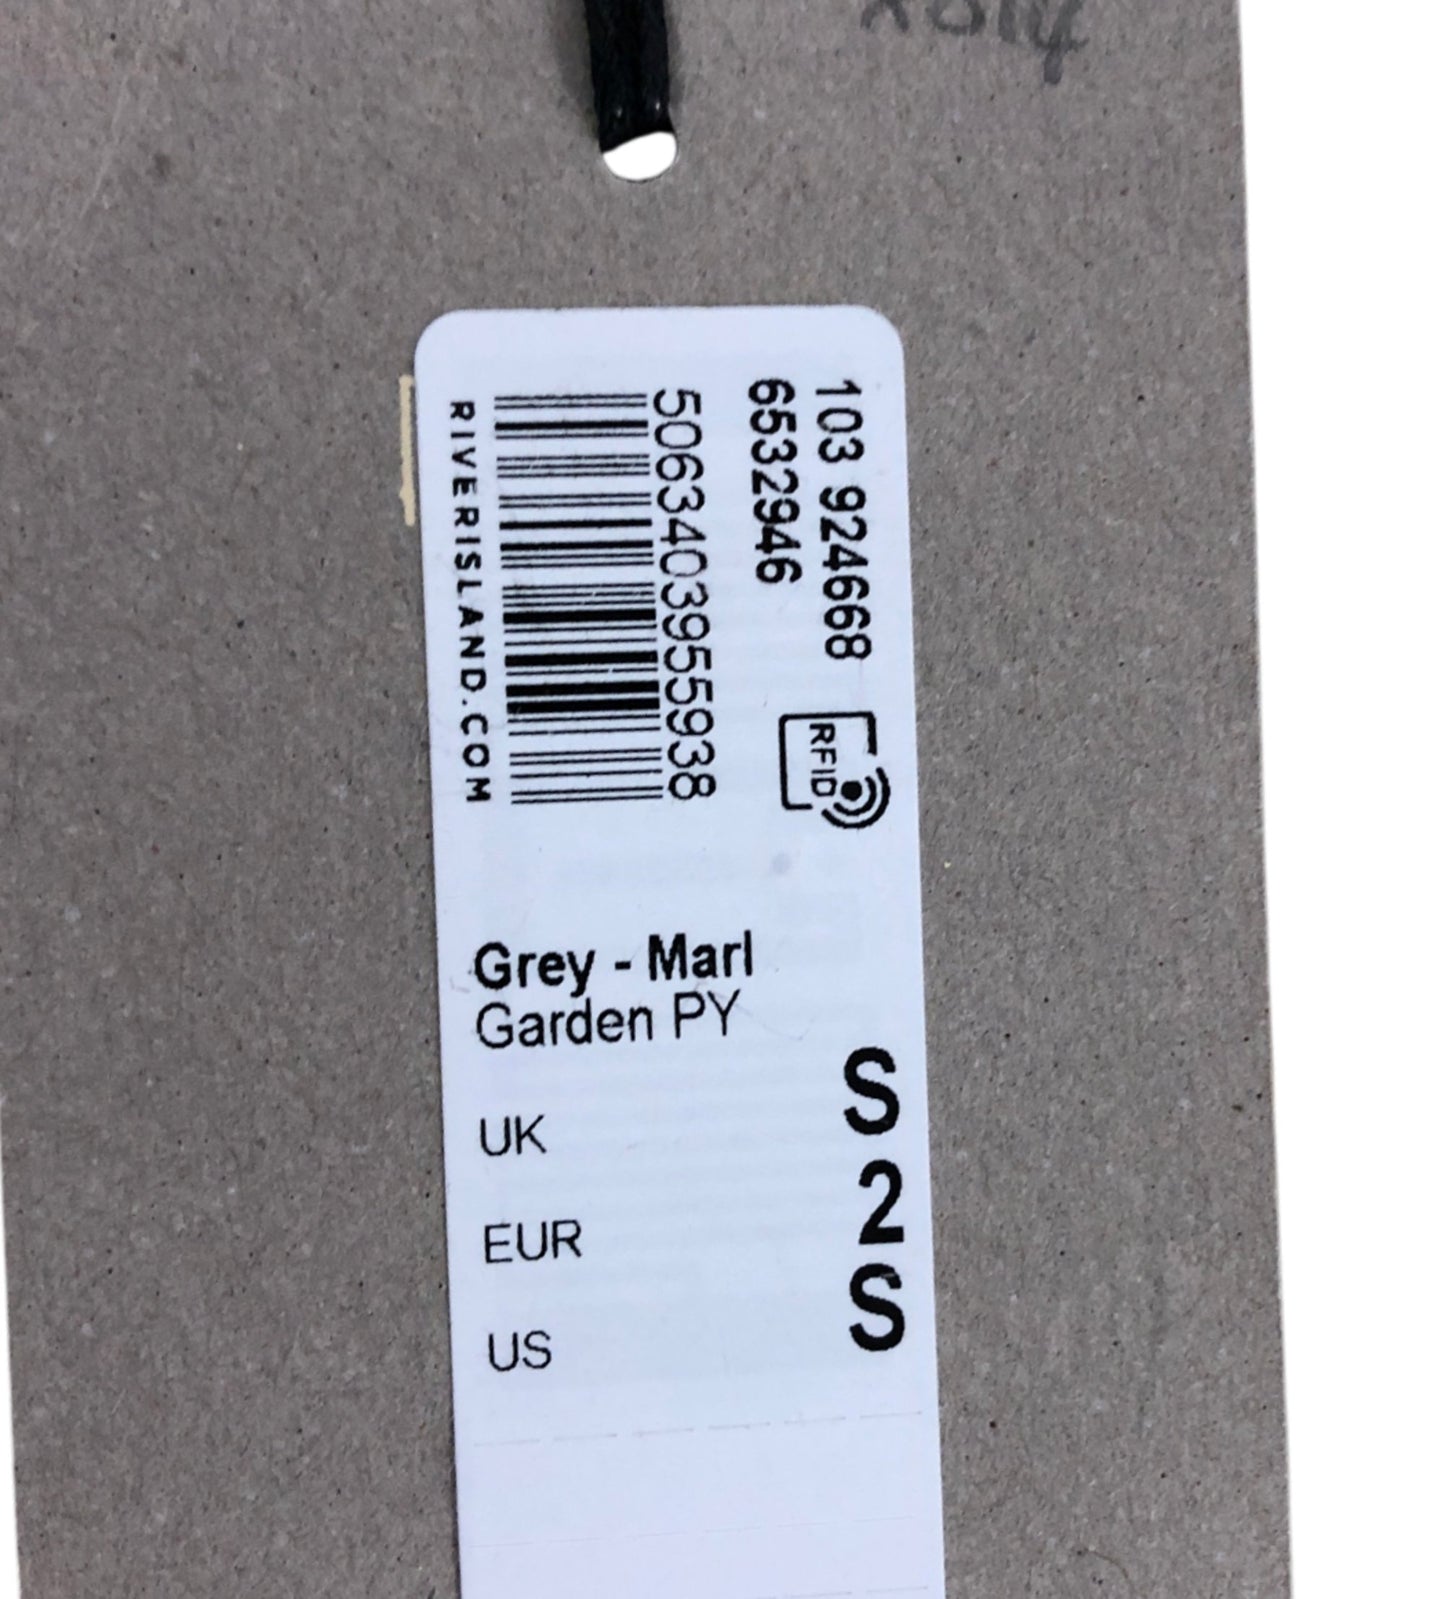 103 924668
6532946
5063403955938
RIVERISLAND.COM
RFID
Grey - Marl
Garden PY
UK S
EUR 2
US S